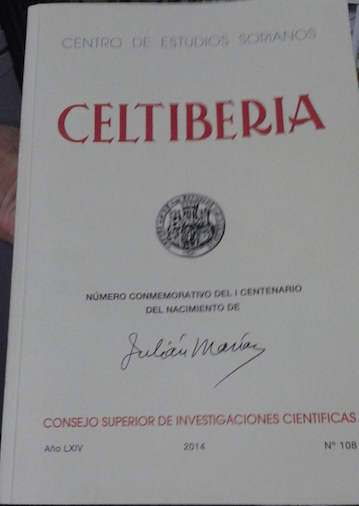 CENTRO DE ESTUDIOS SORIANOS
CELTIBERIA
NÚMERO CONMEMORATIVO DEL I CENTENARIO
DEL NACIMIENTO DE
Julián Marías
CONSEJO SUPERIOR DE INVESTIGACIONES CIENTIFICAS
Año LXIV 2014 Nº 108